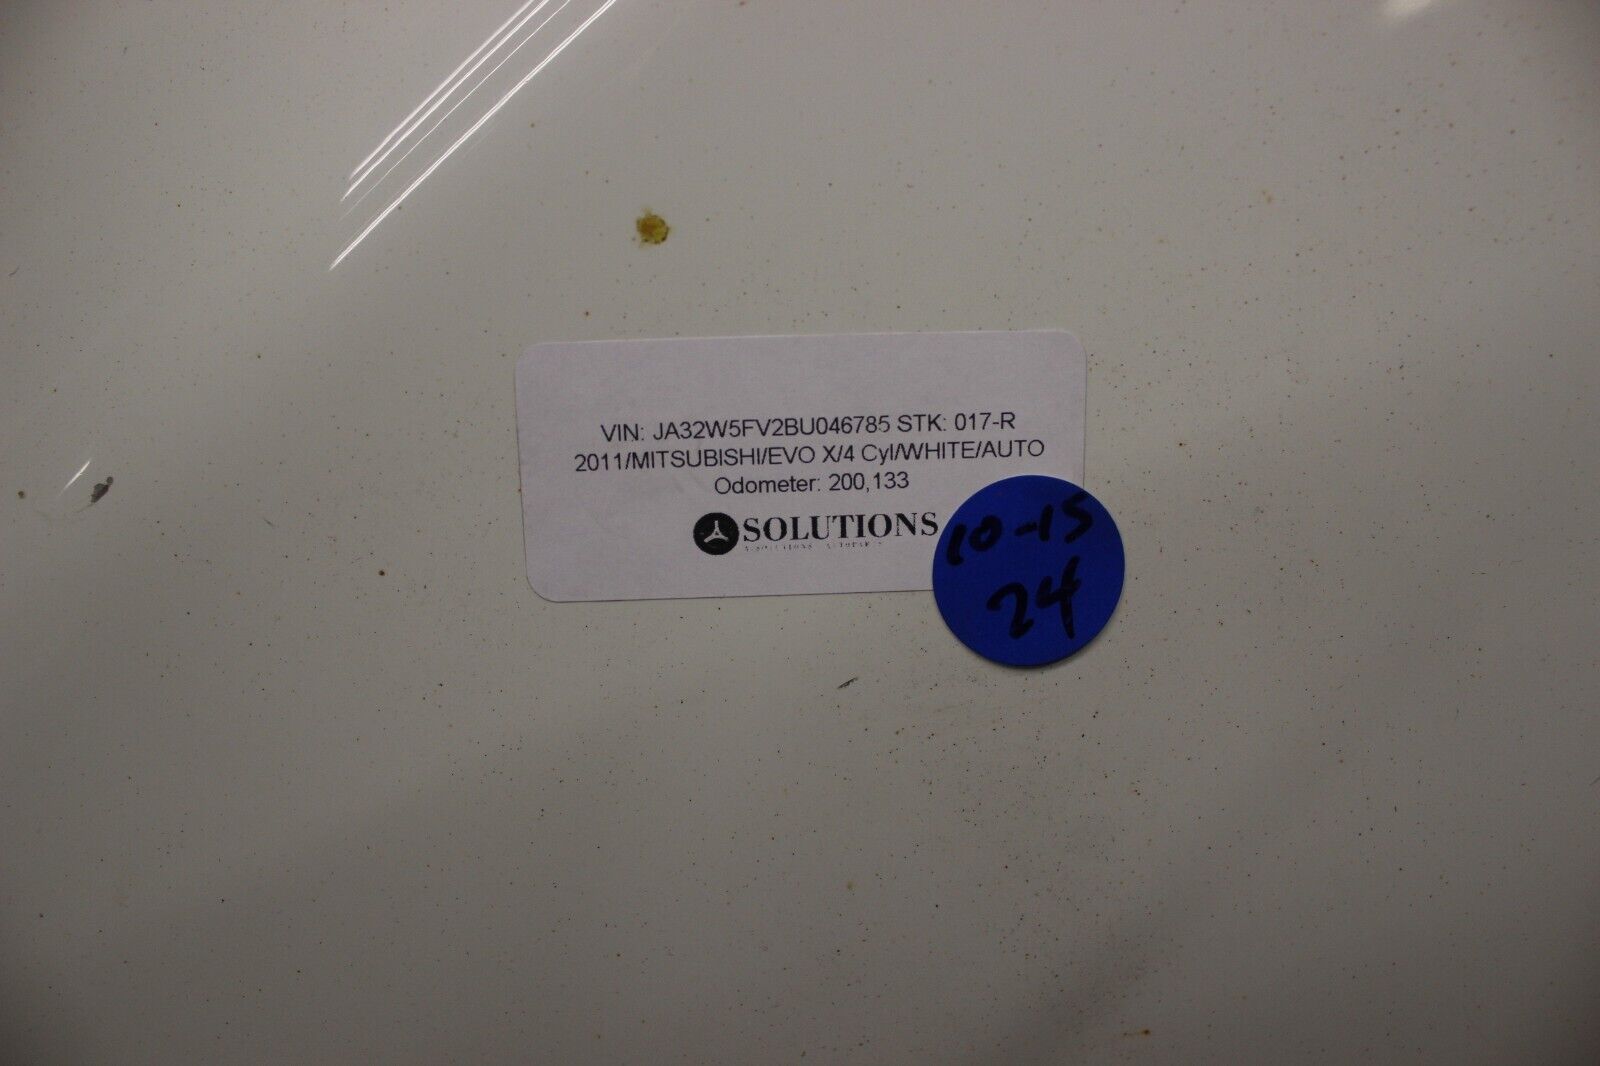 VIN: JA32W5FV2BU046785 STK: 017-R
2011/MITSUBISHI/EVO X/4 Cyl/WHITE/AUTO
Odometer: 200,133
SOLUTIONS
10-15
24